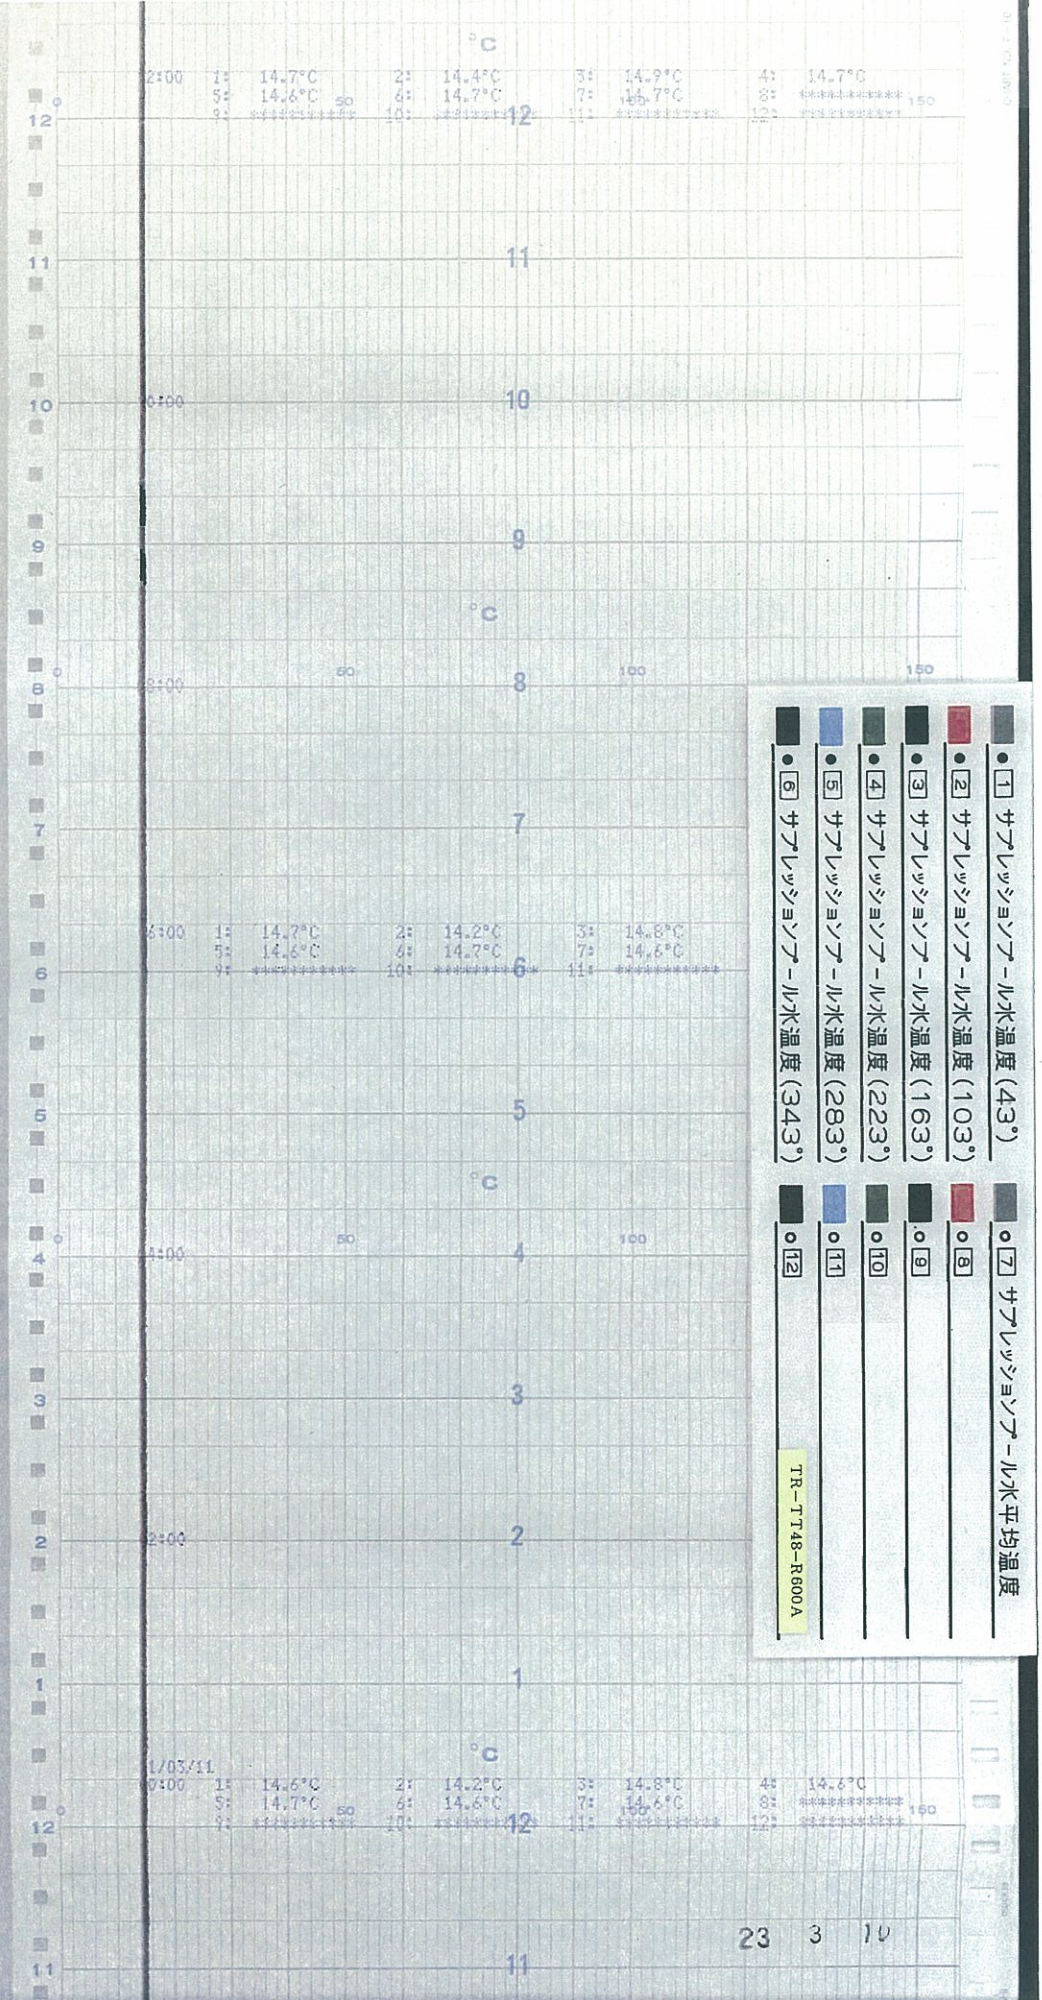 °C
2:00 1: 14.7°C 2: 14.4°C 3: 14.9°C 4: 14.7°C
5: 14.6°C 6: 14.7°C 7: 14.7°C 8: **********
0 50 100 150
9: ********** 10: ********** 11: ********** 12: **********
12 12
11 11
10 0:00 10
9 9
°C
0 50 100 150
8 8:00 8
7 7
6:00 1: 14.7°C 2: 14.2°C 3: 14.8°C
5: 14.6°C 6: 14.7°C 7: 14.6°C
9: ********** 10: ********** 11: **********
6 6
5 5
°C
0 50 100
4 4:00 4
3 3
2 2:00 2
1 1
°C
1/03/11
0:00 1: 14.6°C 2: 14.2°C 3: 14.8°C 4: 14.6°C
5: 14.7°C 6: 14.6°C 7: 14.6°C 8: **********
0 50 100 150
9: ********** 10: ********** 11: ********** 12: **********
12 12
23 3
11 11
1 サプレッションプール水温度(43°)
2 サプレッションプール水温度(103°)
3 サプレッションプール水温度(163°)
4 サプレッションプール水温度(223°)
5 サプレッションプール水温度(283°)
6 サプレッションプール水温度(343°)
7 サプレッションプール水平均温度
8
9
10
11
12
TR-TT48-R600A